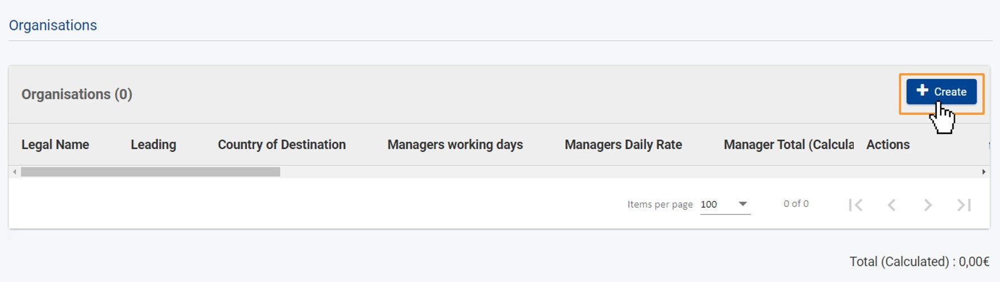 Organisations
Organisations (0)
Create
Legal Name Leading Country of Destination Managers working days Managers Daily Rate Manager Total (Calcula Actions
Items per page 100 0 of 0
Total (Calculated) : 0,00€